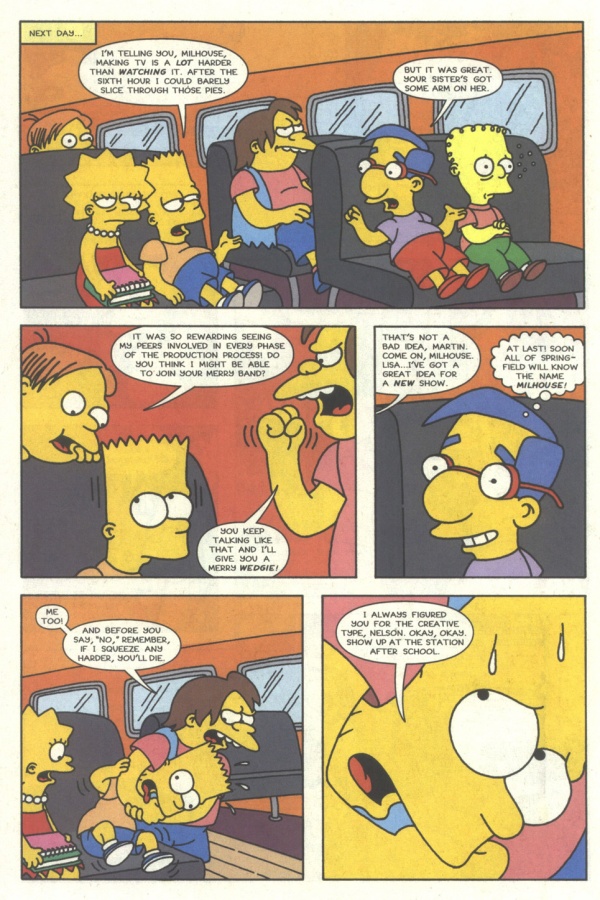 NEXT DAY...
I'M TELLING YOU, MILHOUSE,
MAKING TV IS A LOT HARDER
THAN WATCHING IT. AFTER THE
SIXTH HOUR I COULD BARELY
SLICE THROUGH THOSE PIES.
BUT IT WAS GREAT.
YOUR SISTER'S GOT
SOME ARM ON HER.
IT WAS SO REWARDING SEEING
MY PEERS INVOLVED IN EVERY PHASE
OF THE PRODUCTION PROCESS! DO
YOU THINK I MIGHT BE ABLE
TO JOIN YOUR MERRY BAND?
YOU KEEP
TALKING LIKE
THAT AND I'LL
GIVE YOU A
MERRY WEDGIE!
THAT'S NOT A
BAD IDEA, MARTIN.
COME ON, MILHOUSE.
LISA...I'VE GOT A
GREAT IDEA FOR
A NEW SHOW.
AT LAST! SOON
ALL OF SPRING-
FIELD WILL KNOW
THE NAME
MILHOUSE!
ME
TOO!
AND BEFORE YOU
SAY, "NO," REMEMBER,
IF I SQUEEZE ANY
HARDER, YOU'LL DIE.
I ALWAYS FIGURED
YOU FOR THE CREATIVE
TYPE, NELSON. OKAY, OKAY.
SHOW UP AT THE STATION
AFTER SCHOOL.